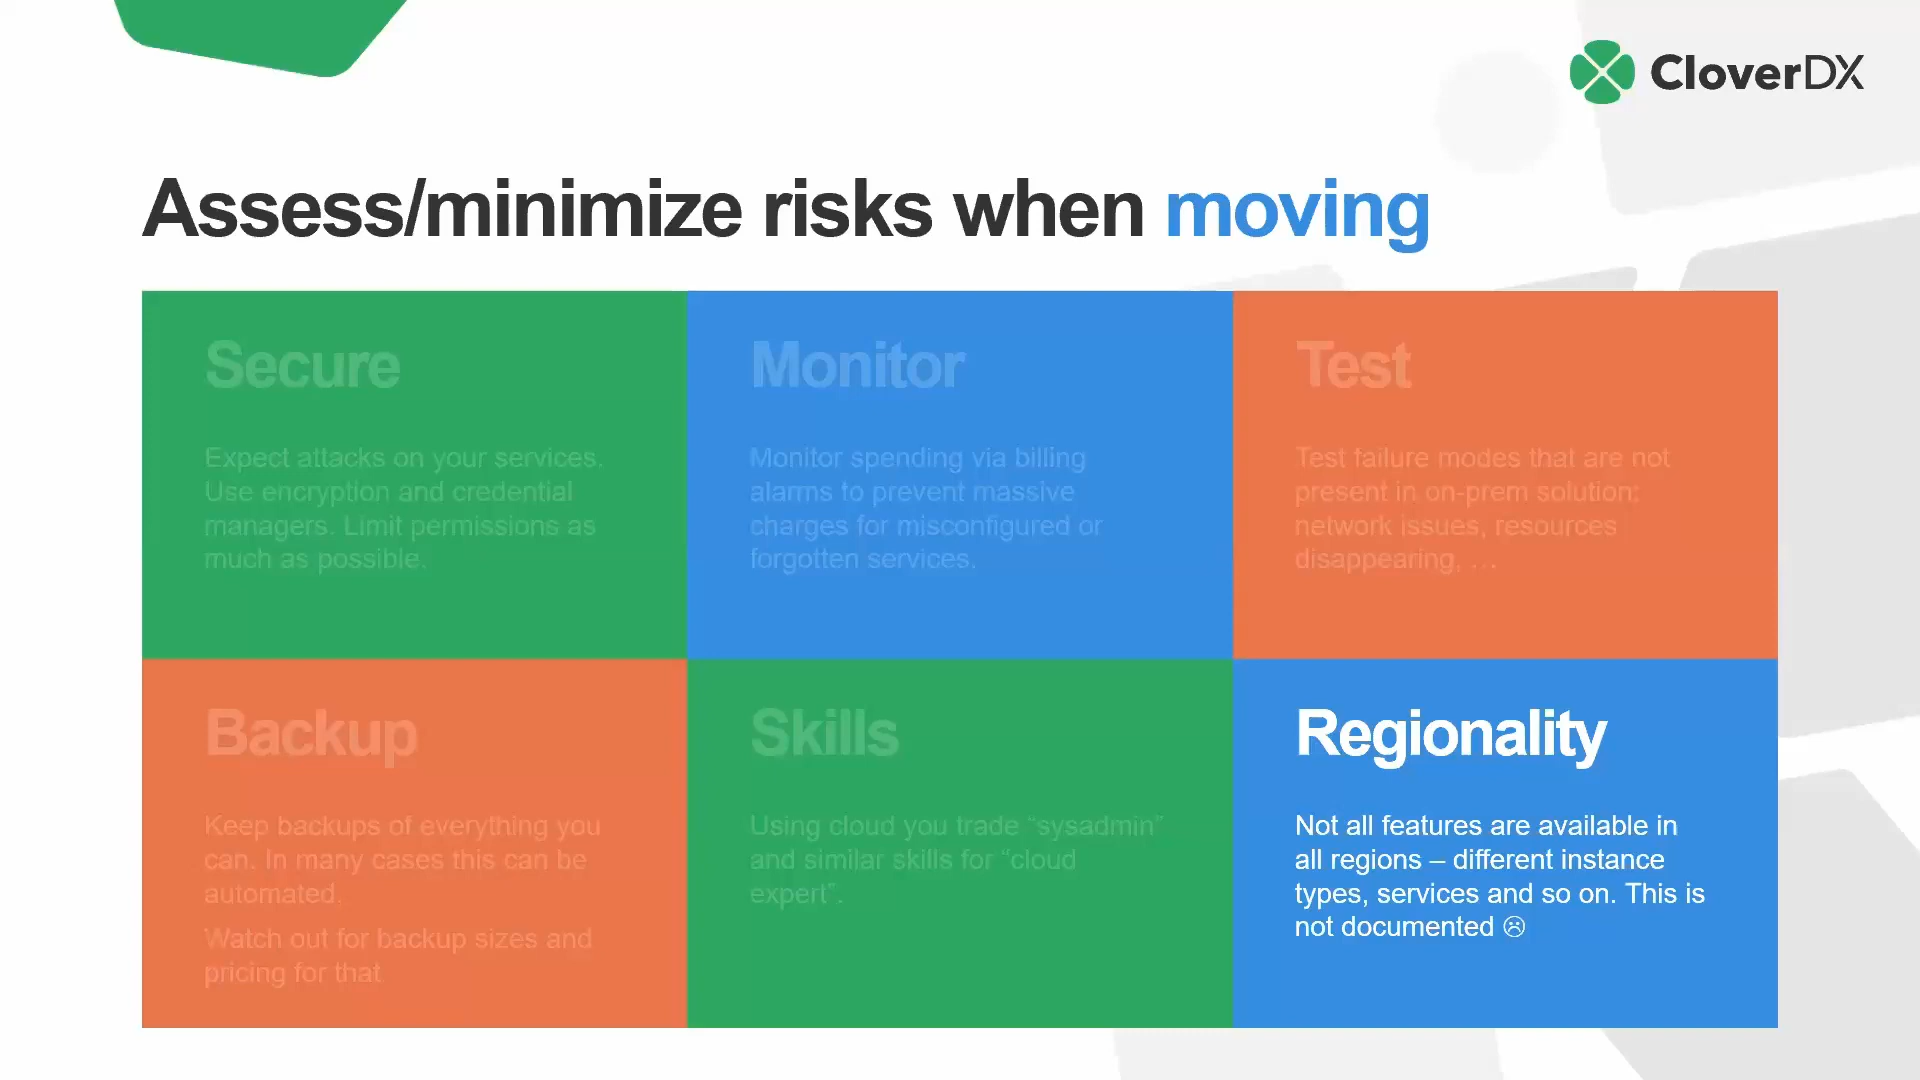 CloverDX
Assess/minimize risks when moving
Secure
Expect attacks on your services.
Use encryption and credential
managers. Limit permissions as
much as possible.
Monitor
Monitor spending via billing
alarms to prevent massive
charges for misconfigured or
forgotten services.
Test
Test failure modes that are not
present in on-prem solution:
network issues, resources
disappearing, …
Backup
Keep backups of everything you
can. In many cases this can be
automated.
Watch out for backup sizes and
pricing for that.
Skills
Using cloud you trade “sysadmin”
and similar skills for “cloud
expert”.
Regionality
Not all features are available in
all regions – different instance
types, services and so on. This is
not documented ☹